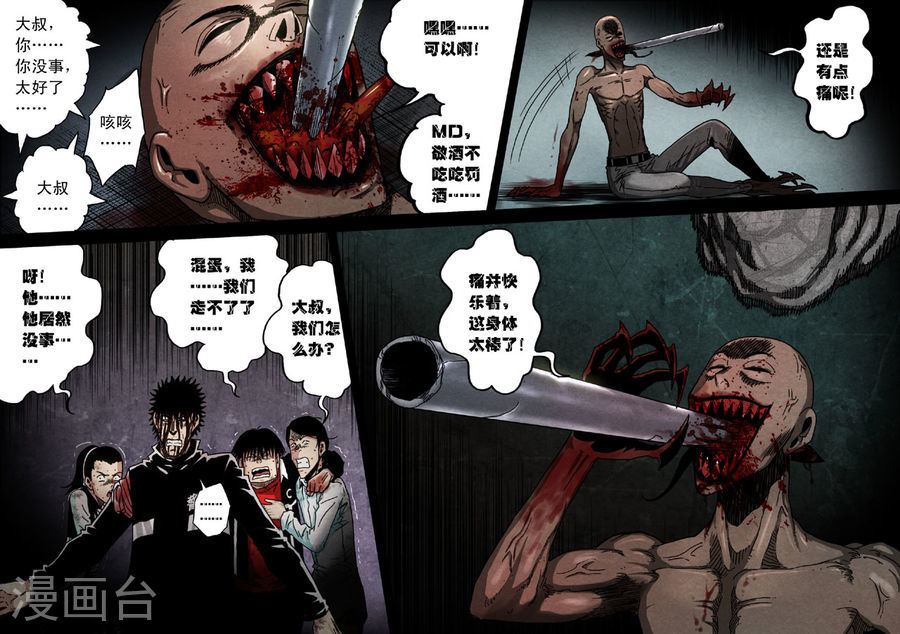 大叔，
你……
你没事，
太好了
……
咳咳
……
大叔
……
嘿嘿……
可以啊！
MD，
敬酒不
吃吃罚
酒……
还是
有点
痛呢！
呀！
他……
他居然
没事……
……
混蛋，我
……我们
走不了了
……
大叔，
我们怎
么办？
……
……
痛并快
乐着，
这身体
太棒了！
漫画台